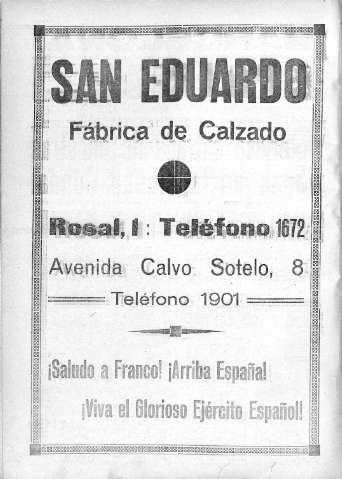 SAN EDUARDO
Fábrica de Calzado
Rosal, 1 : Teléfono 1672
Avenida Calvo Sotelo, 8
Teléfono 1901
¡Saludo a Franco! ¡Arriba España!
¡Viva el Glorioso Ejército Español!